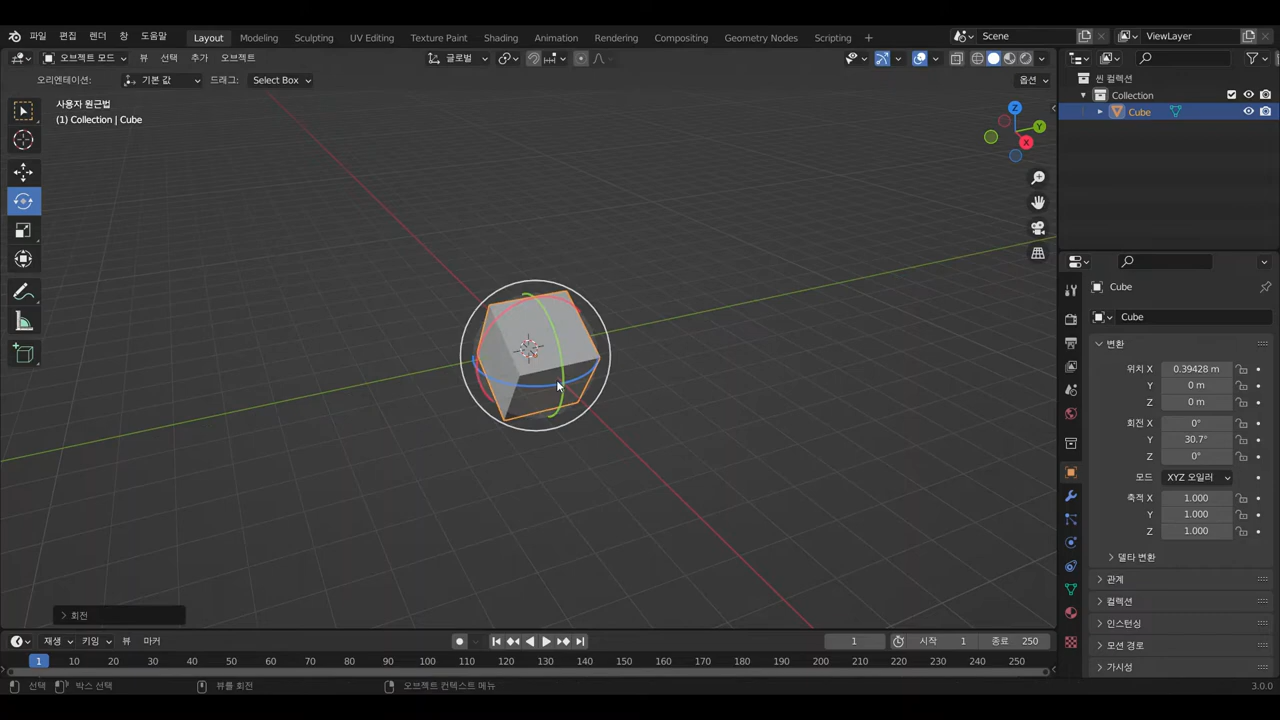 파일 편집 렌더 창 도움말 Layout Modeling Sculpting UV Editing Texture Paint Shading Animation Rendering Compositing Geometry Nodes Scripting + Scene ViewLayer
오브젝트 모드 뷰 선택 추가 오브젝트 글로벌
오리엔테이션: 기본 값 드래그: Select Box 옵션
사용자 원근법
(1) Collection | Cube
Z
Y
X
씬 컬렉션
Collection
Cube
Cube
Cube
변환
위치 X 0.39428 m
Y 0 m
Z 0 m
회전 X 0°
Y 30.7°
Z 0°
모드 XYZ 오일러
축적 X 1.000
Y 1.000
Z 1.000
델타 변환
관계
컬렉션
인스턴싱
모션 경로
가시성
회전
재생 키잉 뷰 마커 1 시작 1 종료 250
1 10 20 30 40 50 60 70 80 90 100 110 120 130 140 150 160 170 180 190 200 210 220 230 240 250
선택 박스 선택 뷰를 회전 오브젝트 컨텍스트 메뉴 3.0.0